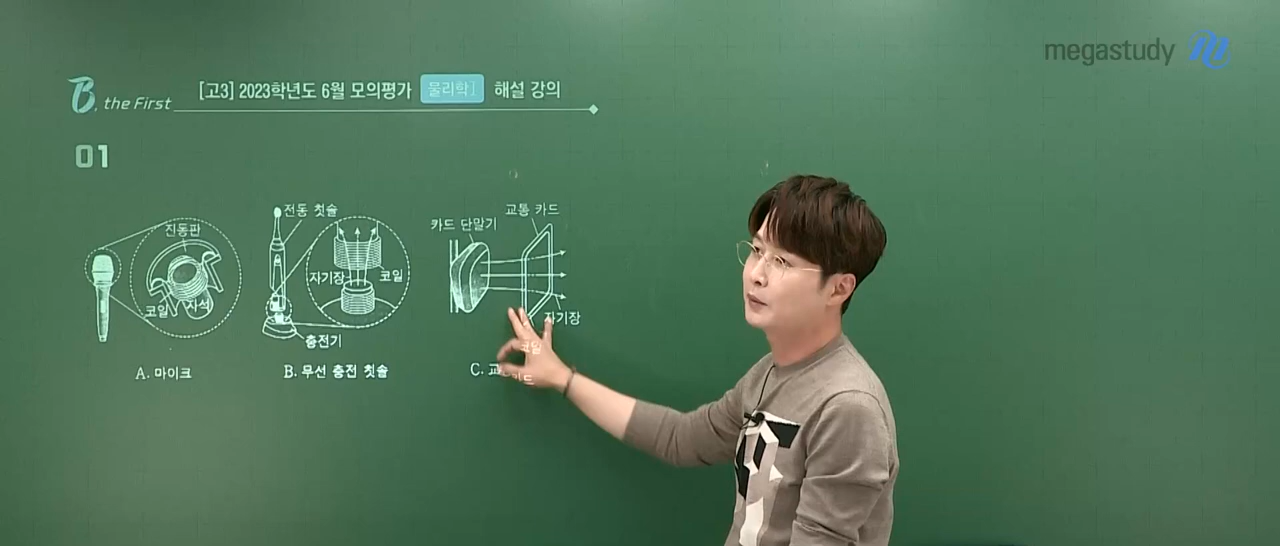 megastudy
B. the First
[고3] 2023학년도 6월 모의평가 물리학Ⅰ 해설 강의
01
진동판
코일
자석
A. 마이크
전동 칫솔
자기장
코일
충전기
B. 무선 충전 칫솔
카드 단말기
교통 카드
자기장
코일
C.